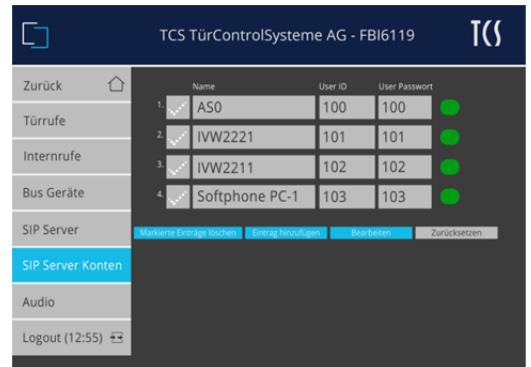 TCS TürControlSysteme AG - FBI6119
TCS
Zurück
Türrufe
Internrufe
Bus Geräte
SIP Server
SIP Server Konten
Audio
Logout (12:55)
Name User ID User Passwort
1. AS0 100 100
2. IVW2221 101 101
3. IVW2211 102 102
4. Softphone PC-1 103 103
Markierte Einträge löschen Eintrag hinzufügen Bearbeiten Zurücksetzen